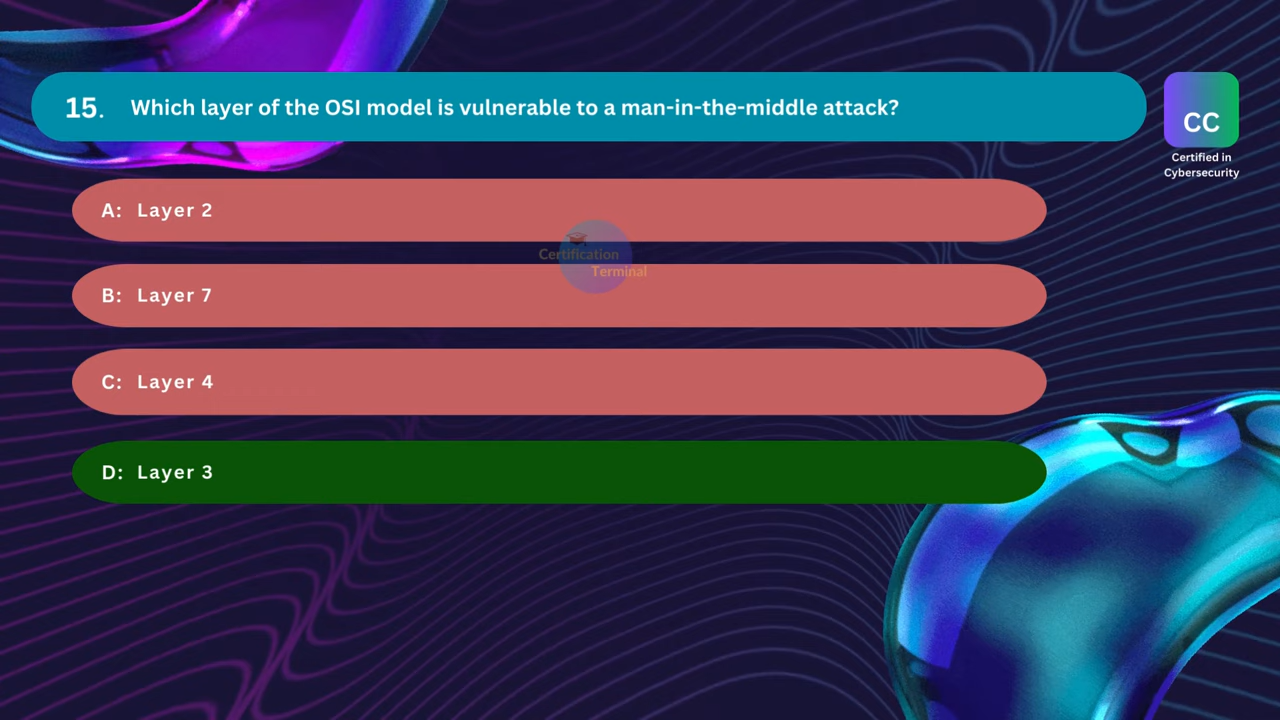 15. Which layer of the OSI model is vulnerable to a man-in-the-middle attack?
CC
Certified in
Cybersecurity
A: Layer 2
Certification
Terminal
B: Layer 7
C: Layer 4
D: Layer 3